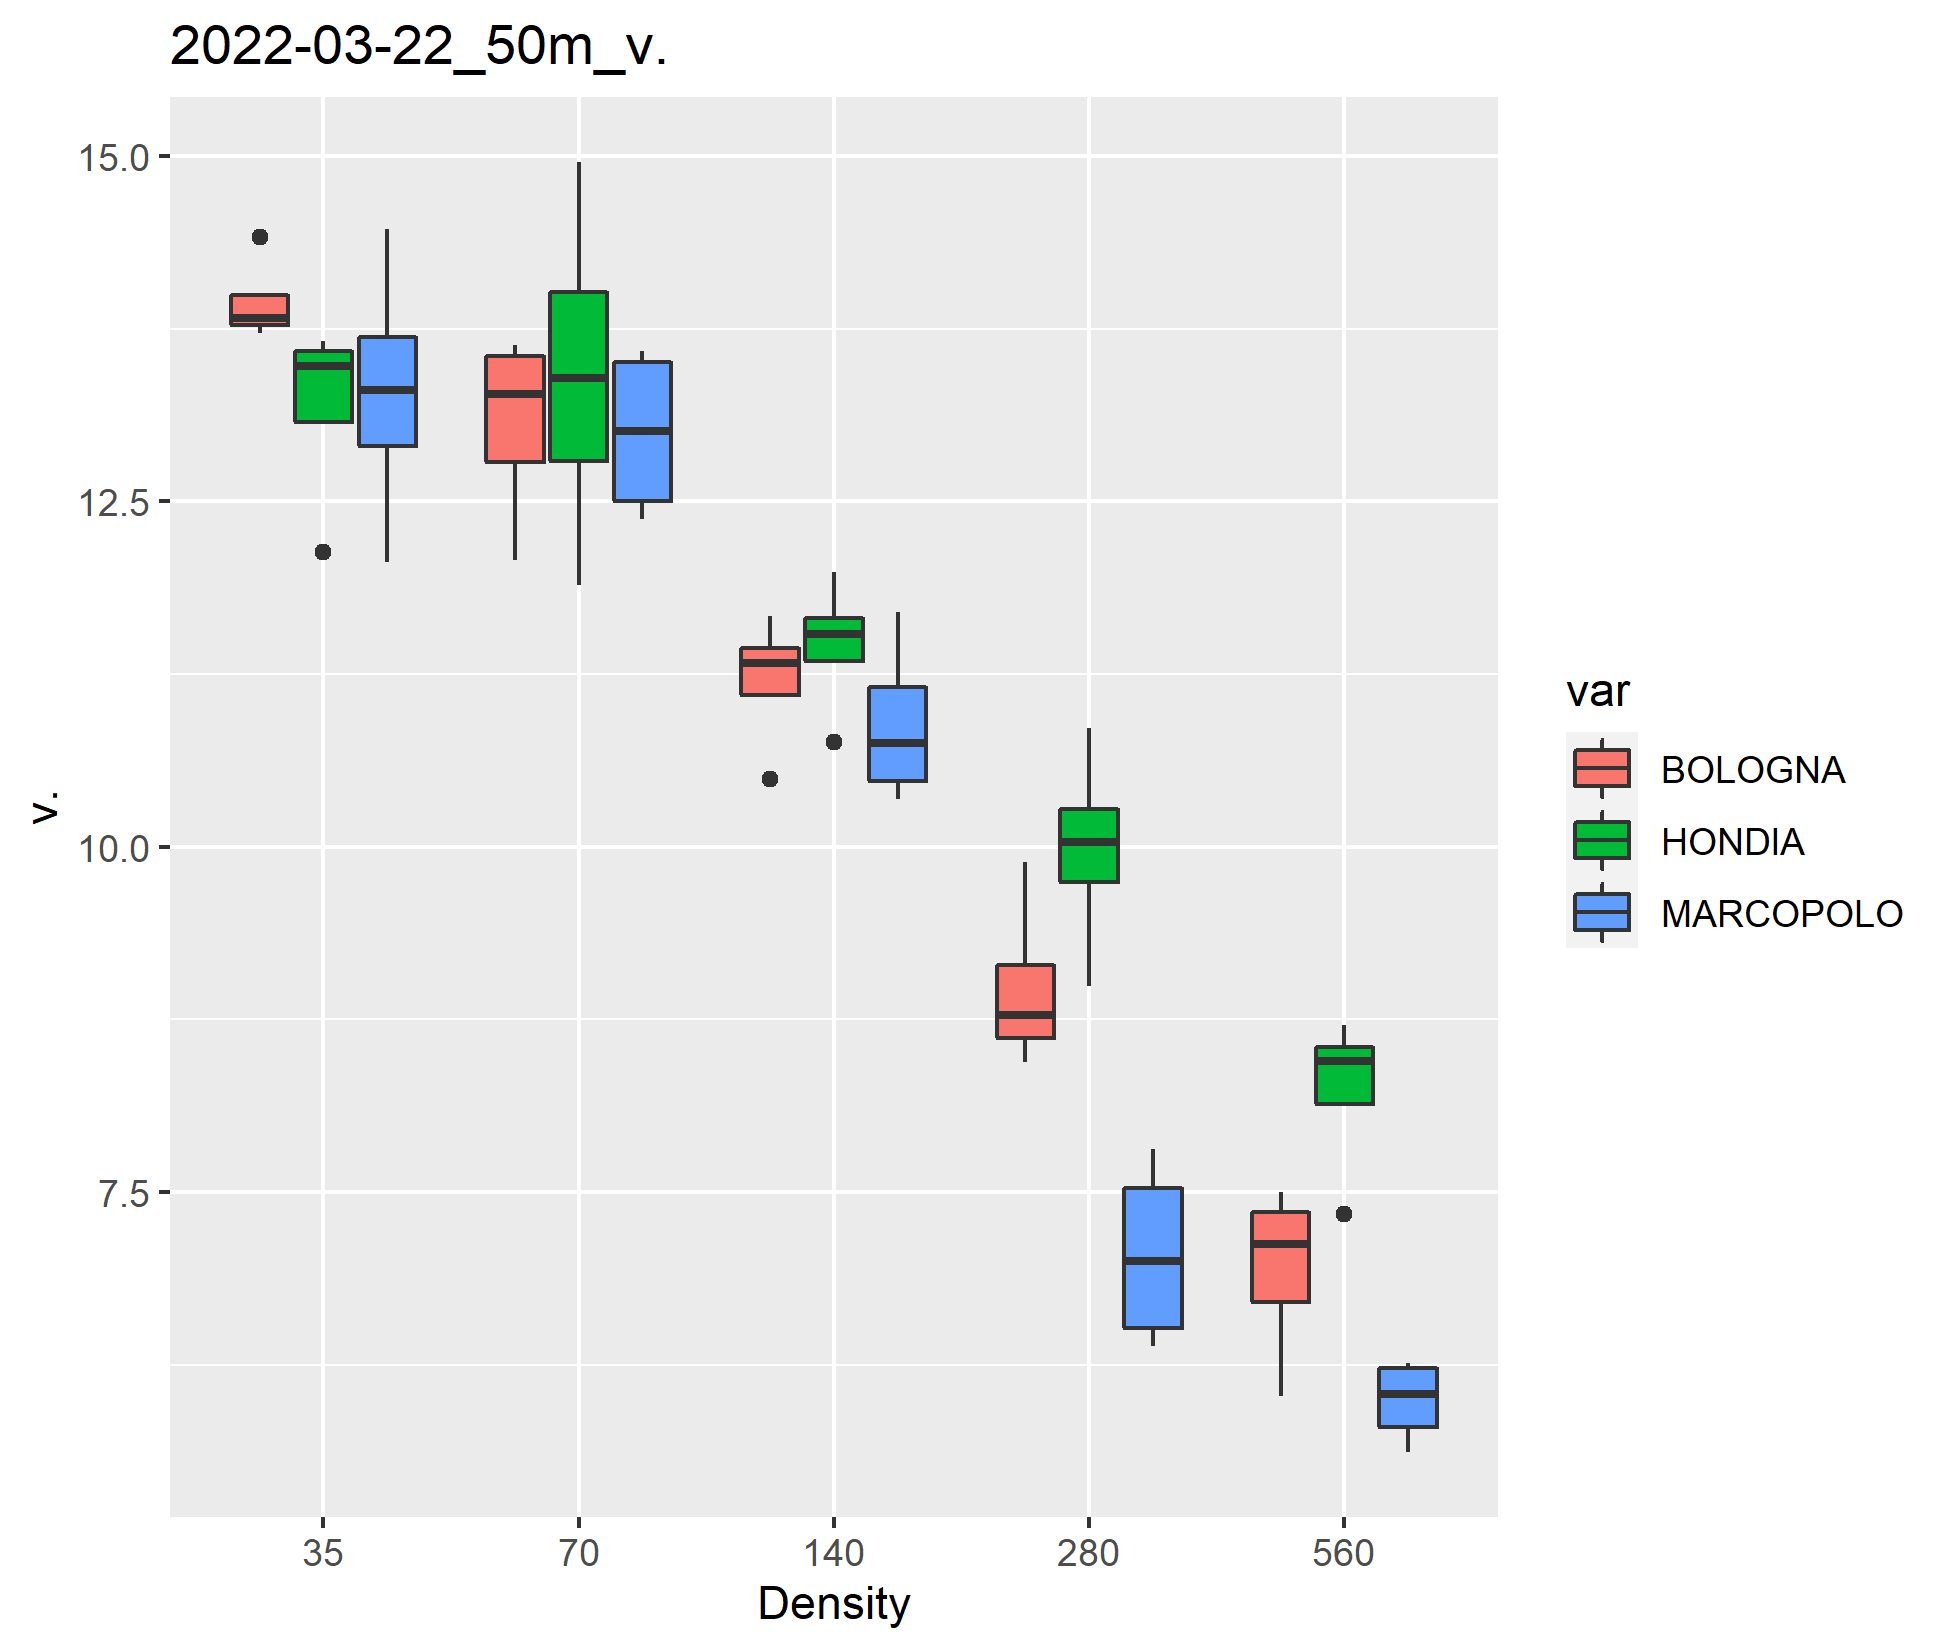 2022-03-22_50m_v.
15.0
12.5
10.0
7.5
v.
35 70 140 280 560
Density
var
BOLOGNA
HONDIA
MARCOPOLO